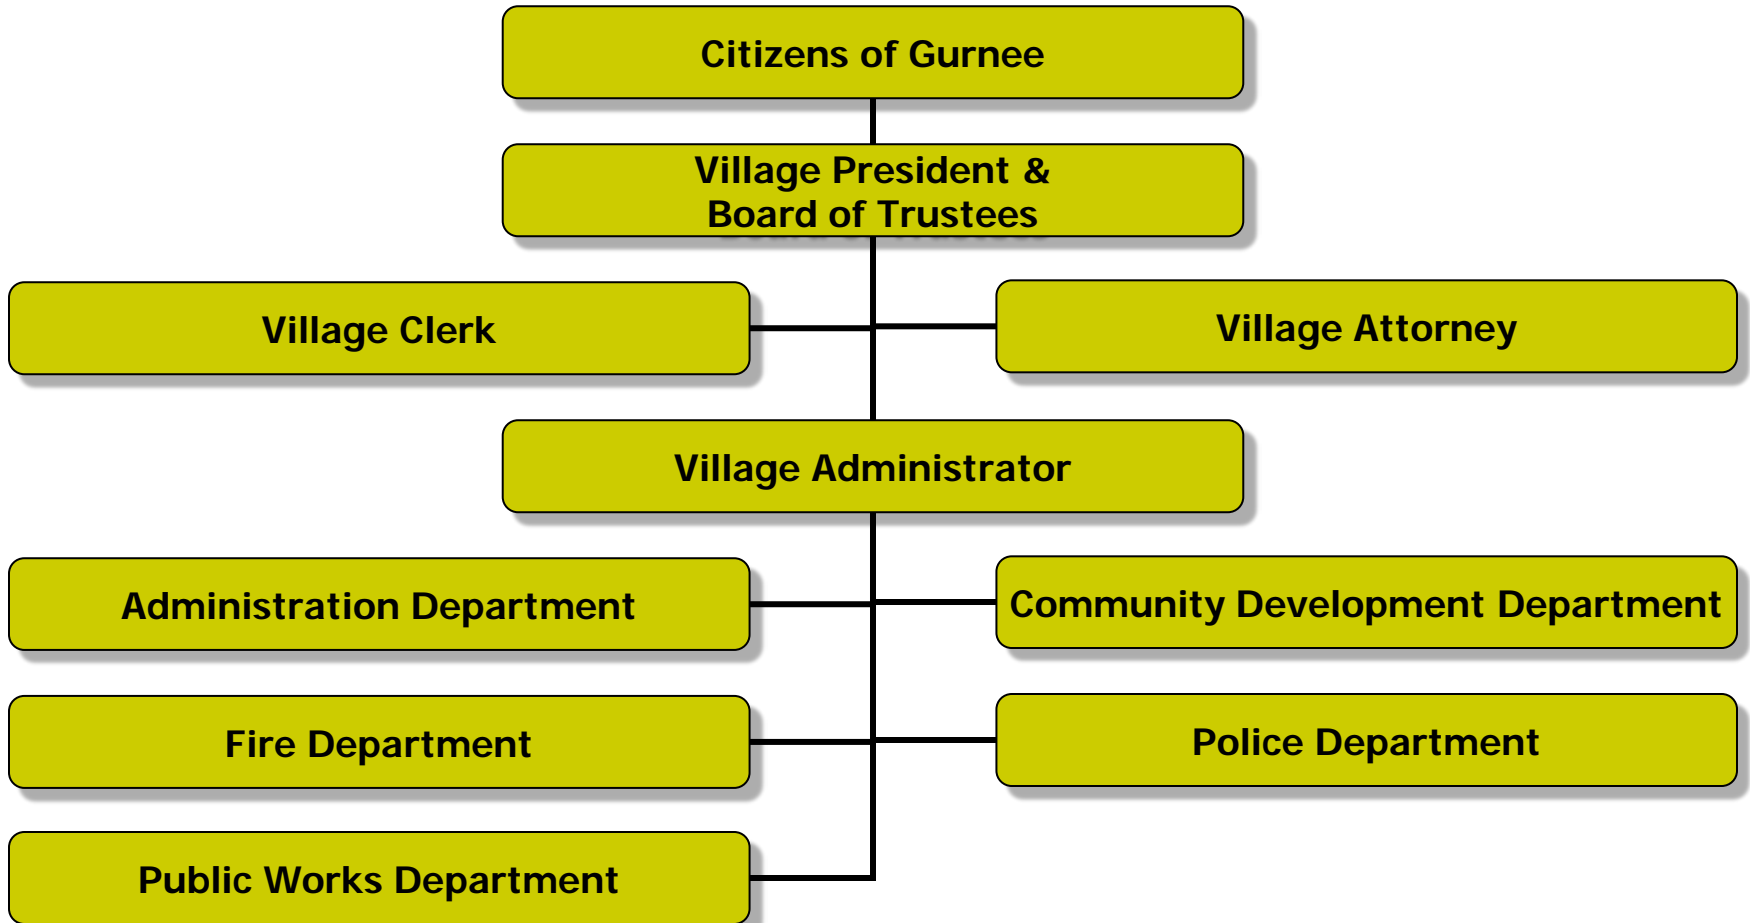 Citizens of Gurnee
Village President &
Board of Trustees
Village Clerk
Village Attorney
Village Administrator
Administration Department
Community Development Department
Fire Department
Police Department
Public Works Department